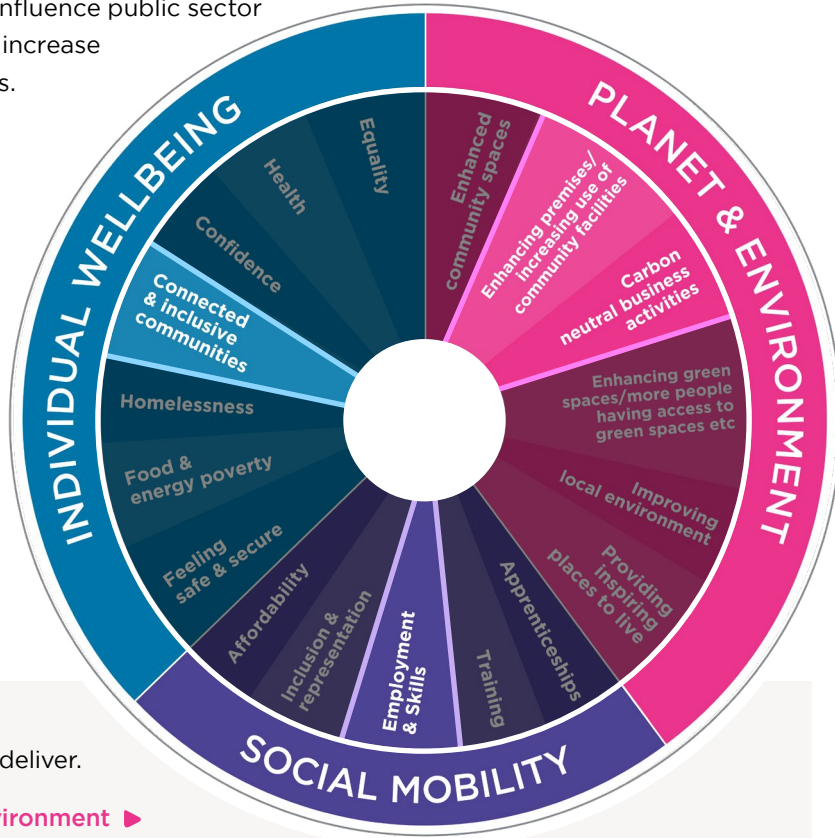 nfluence public sector
increase
s.
PLANET & ENVIRONMENT
Enhanced
community spaces
Enhancing premises/
increasing use of
community facilities
Carbon
neutral business
activities
Enhancing green
spaces/more people
having access to
green spaces etc
Improving
local environment
Providing
inspiring
places to live
SOCIAL MOBILITY
Apprenticeships
Training
Employment
& Skills
Inclusion &
representation
Affordability
INDIVIDUAL WELLBEING
Feeling
safe & secure
Food &
energy poverty
Homelessness
Connected
& inclusive
communities
Confidence
Health
Equality
deliver.
ironment